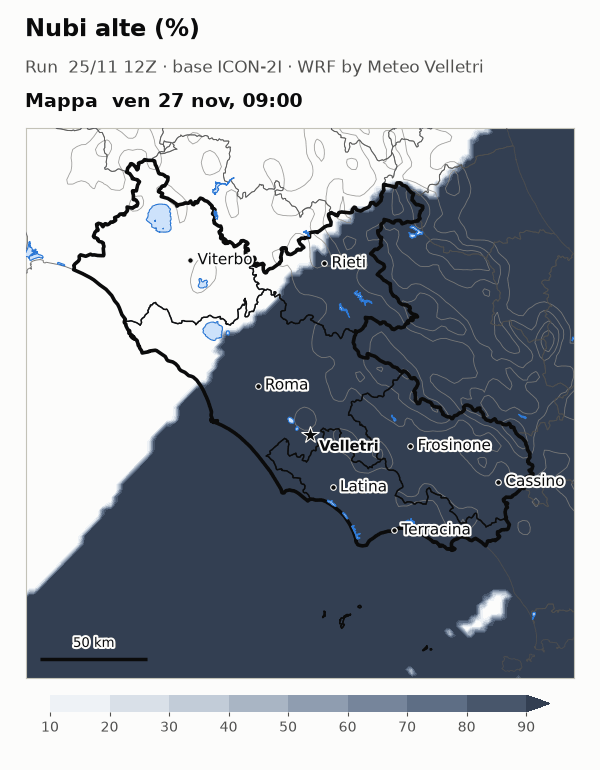 Nubi alte (%)
Run  25/11 12Z · base ICON-2I · WRF by Meteo Velletri
Mappa  ven 27 nov, 09:00
Viterbo
Rieti
Roma
Velletri
Frosinone
Cassino
Latina
Terracina
50 km
10 20 30 40 50 60 70 80 90